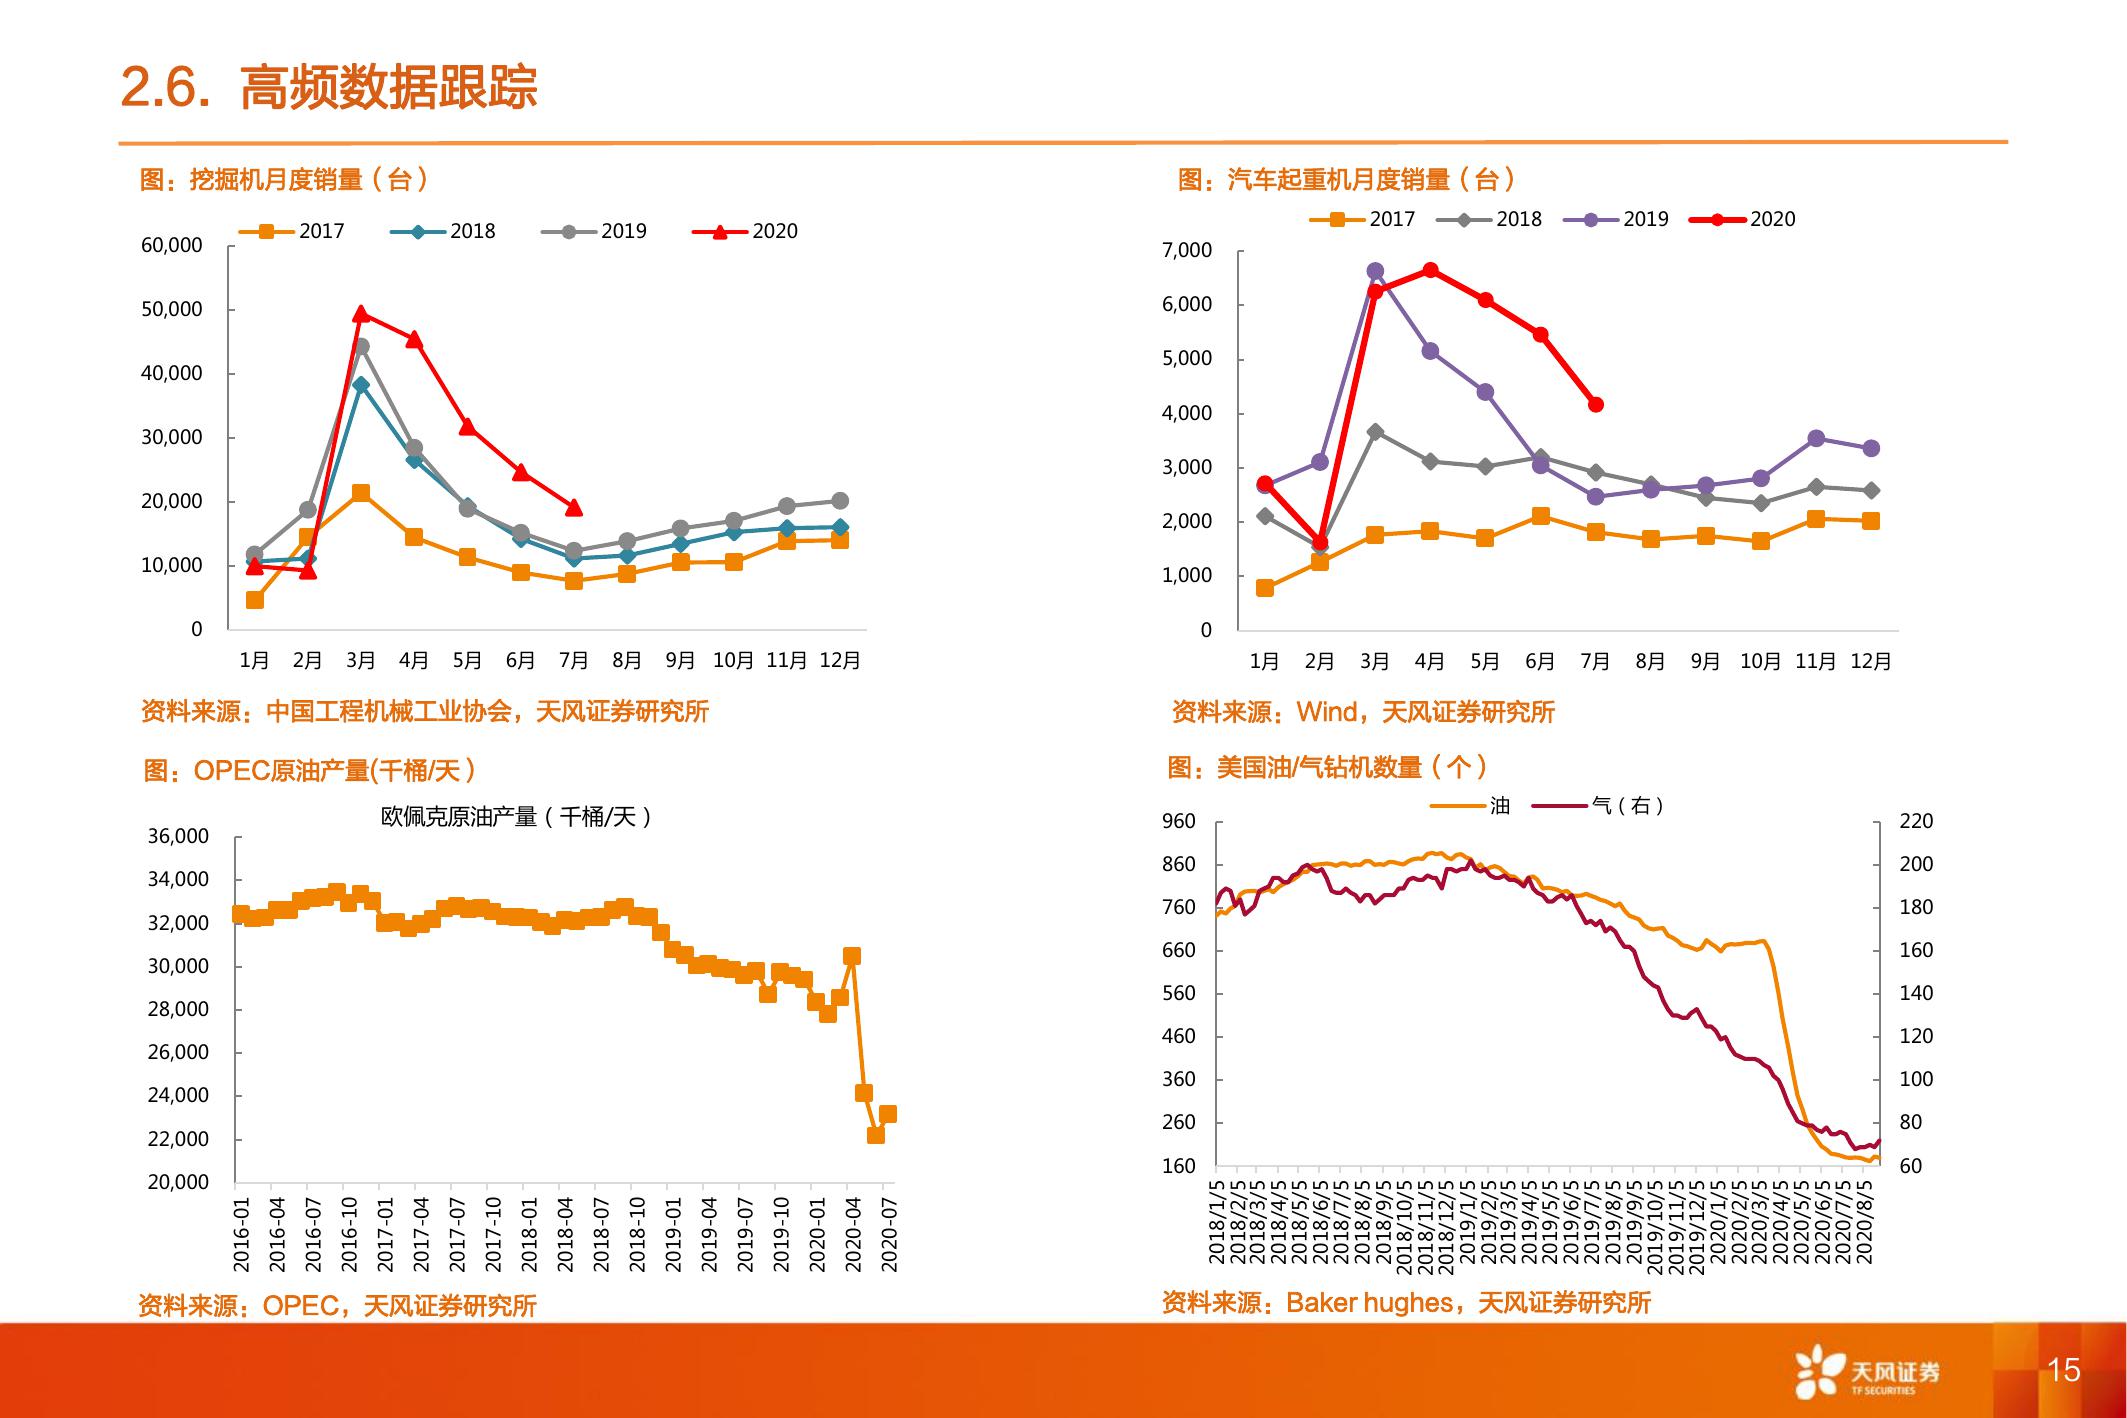 2.6. 高频数据跟踪
图：挖掘机月度销量（台）
2017 2018 2019 2020
60,000
50,000
40,000
30,000
20,000
10,000
0
1月 2月 3月 4月 5月 6月 7月 8月 9月 10月 11月 12月
资料来源：中国工程机械工业协会，天风证券研究所
图：汽车起重机月度销量（台）
2017 2018 2019 2020
7,000
6,000
5,000
4,000
3,000
2,000
1,000
0
1月 2月 3月 4月 5月 6月 7月 8月 9月 10月 11月 12月
资料来源：Wind，天风证券研究所
图：OPEC原油产量(千桶/天）
欧佩克原油产量（千桶/天）
36,000
34,000
32,000
30,000
28,000
26,000
24,000
22,000
20,000
2016-01 2016-04 2016-07 2016-10 2017-01 2017-04 2017-07 2017-10 2018-01 2018-04 2018-07 2018-10 2019-01 2019-04 2019-07 2019-10 2020-01 2020-04 2020-07
资料来源：OPEC，天风证券研究所
图：美国油/气钻机数量（个）
油 气（右）
960 220
860 200
760 180
660 160
560 140
460 120
360 100
260 80
160 60
2018/1/5 2018/2/5 2018/3/5 2018/4/5 2018/5/5 2018/6/5 2018/7/5 2018/8/5 2018/9/5 2018/10/5 2018/11/5 2018/12/5 2019/1/5 2019/2/5 2019/3/5 2019/4/5 2019/5/5 2019/6/5 2019/7/5 2019/8/5 2019/9/5 2019/10/5 2019/11/5 2019/12/5 2020/1/5 2020/2/5 2020/3/5 2020/4/5 2020/5/5 2020/6/5 2020/7/5 2020/8/5
资料来源：Baker hughes，天风证券研究所
天风证券
TF SECURITIES
15